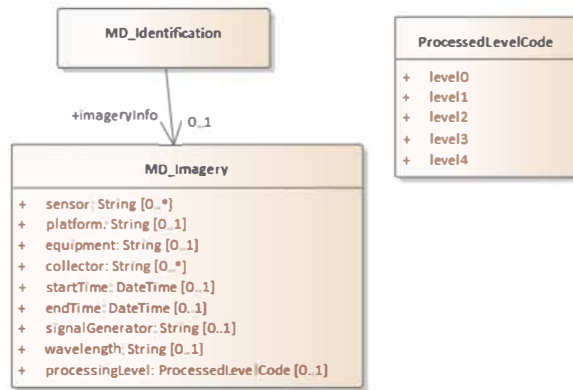 MD_Identification
+imageryInfo
0..1
MD_Imagery
+ sensor: String [0..*}
+ platform: String [0..1]
+ equipment: String [0..1]
+ collector: String [0..*]
+ startTime: DateTime [0..1]
+ endTime: DateTime [0..1]
+ signalGenerator: String [0..1]
+ wavelength: String [0..1]
+ processingLevel: ProcessedLevelCode [0..1]
ProcessedLevelCode
+ level0
+ level1
+ level2
+ level3
+ level4